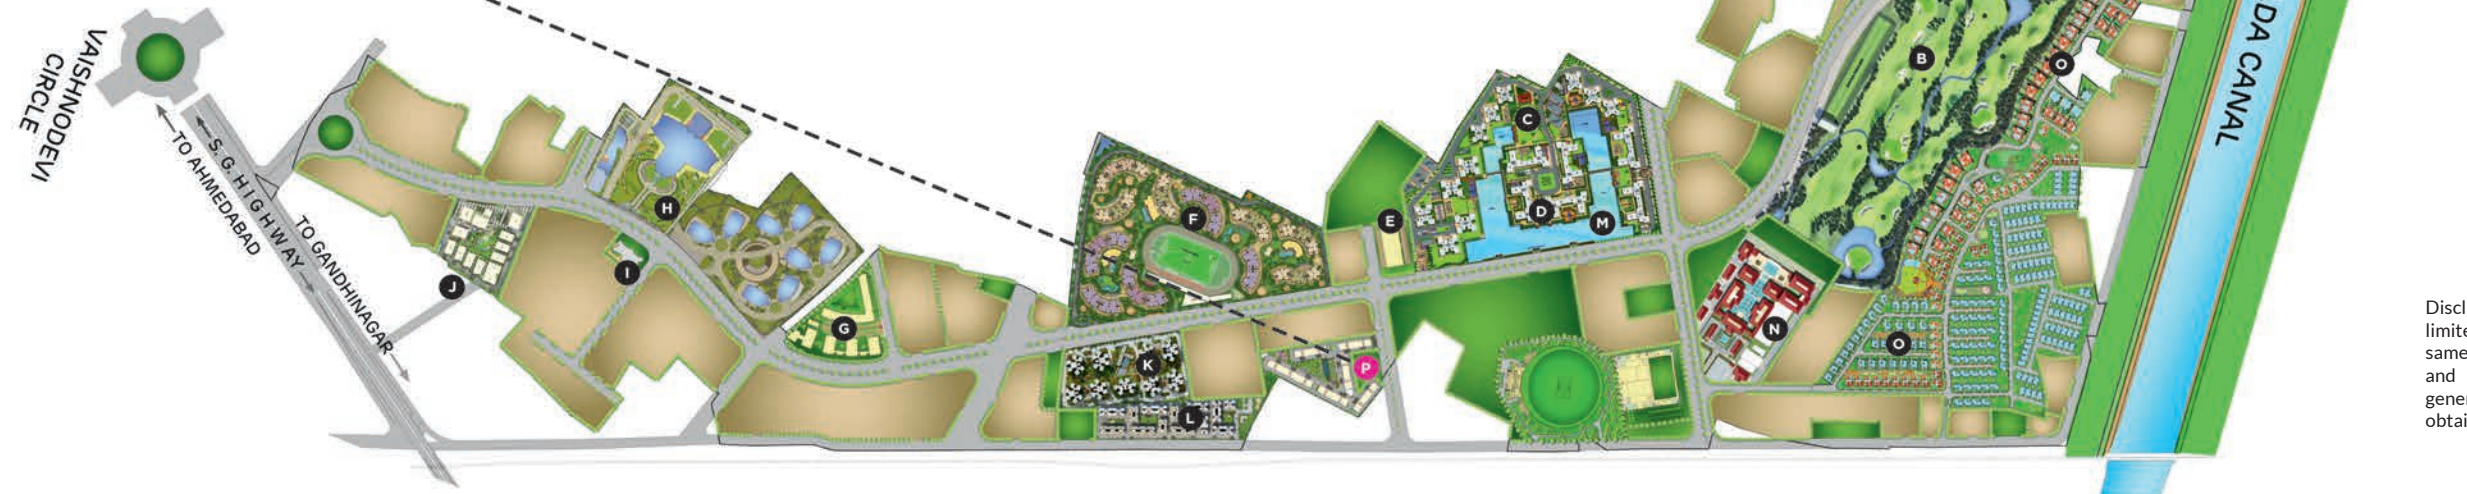 VAISHNODEVI
CIRCLE
S. G. HIGHWAY
TO AHMEDABAD
TO GANDHINAGAR
J
I
H
G
F
K
L
E
P
C
D
M
B
O
N
O
DA CANAL
Discl
limite
same
and
gener
obtai